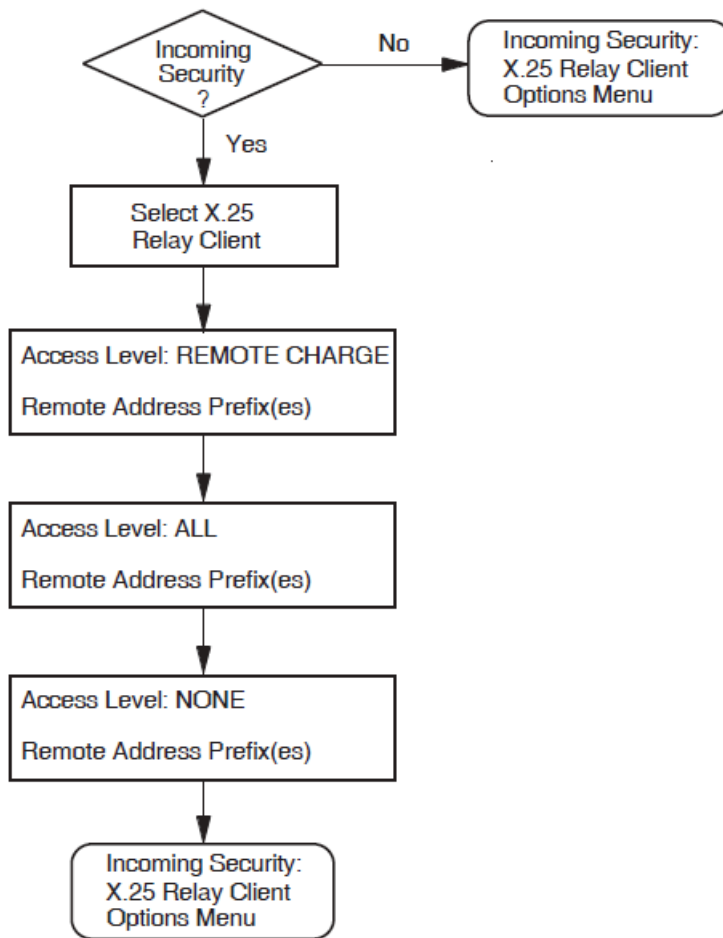 Incoming
Security
?
No
Incoming Security:
X.25 Relay Client
Options Menu
Yes
Select X.25
Relay Client
Access Level: REMOTE CHARGE
Remote Address Prefix(es)
Access Level: ALL
Remote Address Prefix(es)
Access Level: NONE
Remote Address Prefix(es)
Incoming Security:
X.25 Relay Client
Options Menu